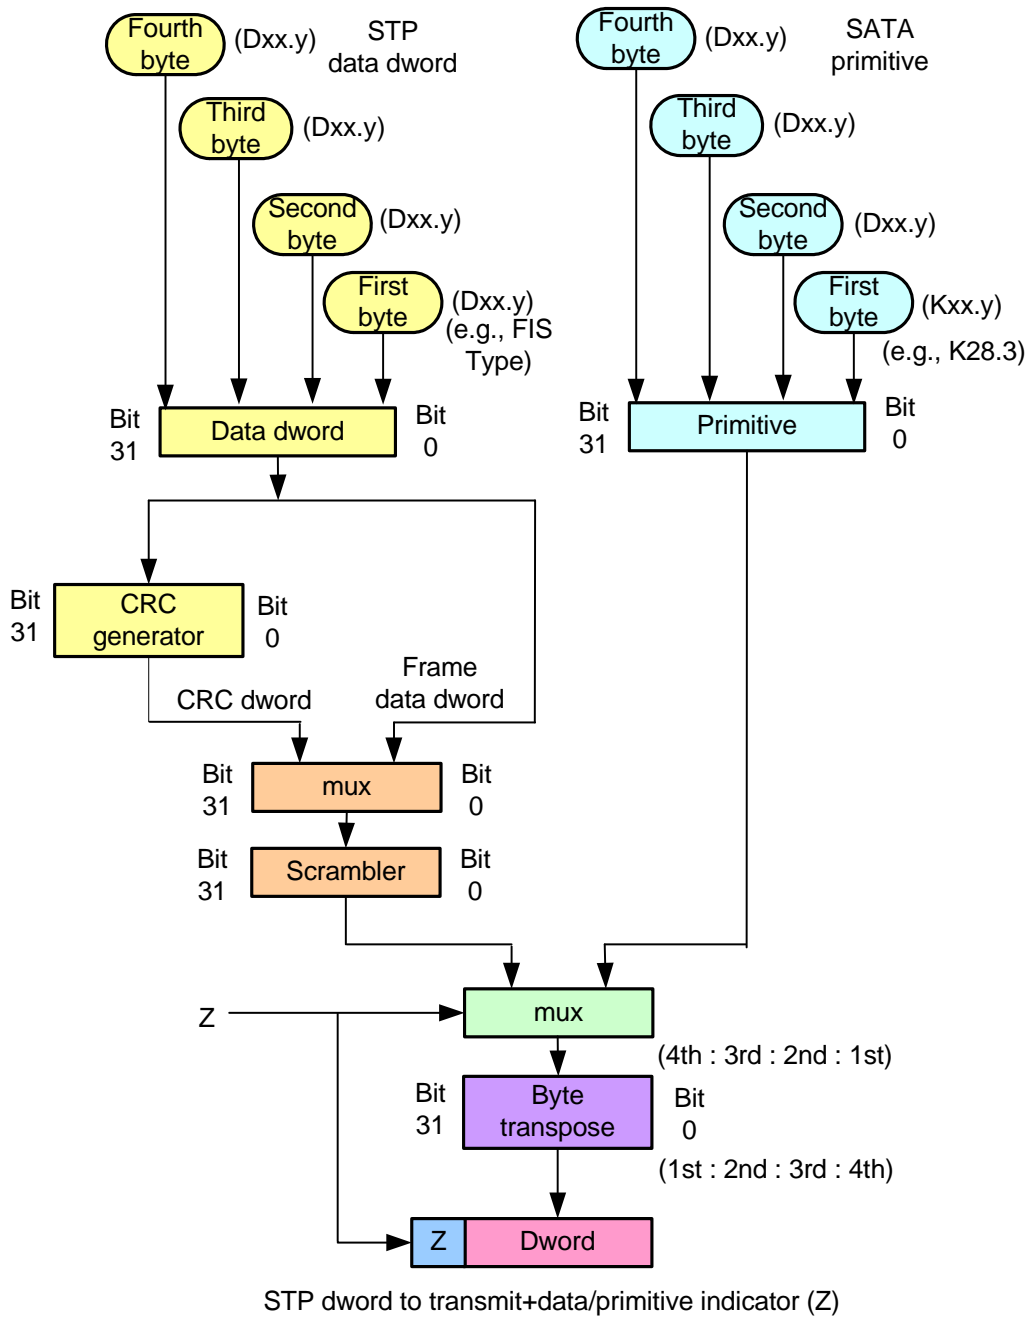 Fourth
byte
(Dxx.y)
STP
data dword
Third
byte
(Dxx.y)
Second
byte
(Dxx.y)
First
byte
(Dxx.y)
(e.g., FIS
Type)
Bit
31
Data dword
Bit
0
Fourth
byte
(Dxx.y)
SATA
primitive
Third
byte
(Dxx.y)
Second
byte
(Dxx.y)
First
byte
(Kxx.y)
(e.g., K28.3)
Bit
31
Primitive
Bit
0
Bit
31
CRC
generator
Bit
0
CRC dword
Frame
data dword
Bit
31
mux
Bit
0
Bit
31
Scrambler
Bit
0
Z
mux
(4th : 3rd : 2nd : 1st)
Bit
31
Byte
transpose
Bit
0
(1st : 2nd : 3rd : 4th)
Z
Dword
STP dword to transmit+data/primitive indicator (Z)